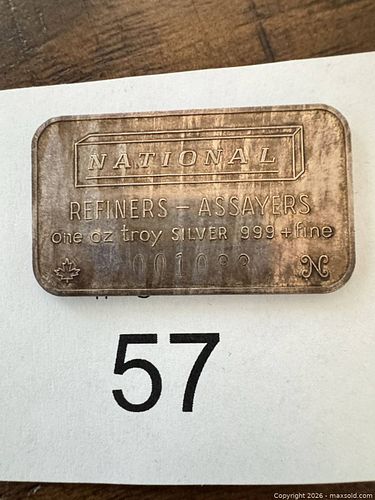 NATIONAL
REFINERS - ASSAYERS
one oz troy SILVER 999+fine
N
57
Copyright 2026 - maxsold.com